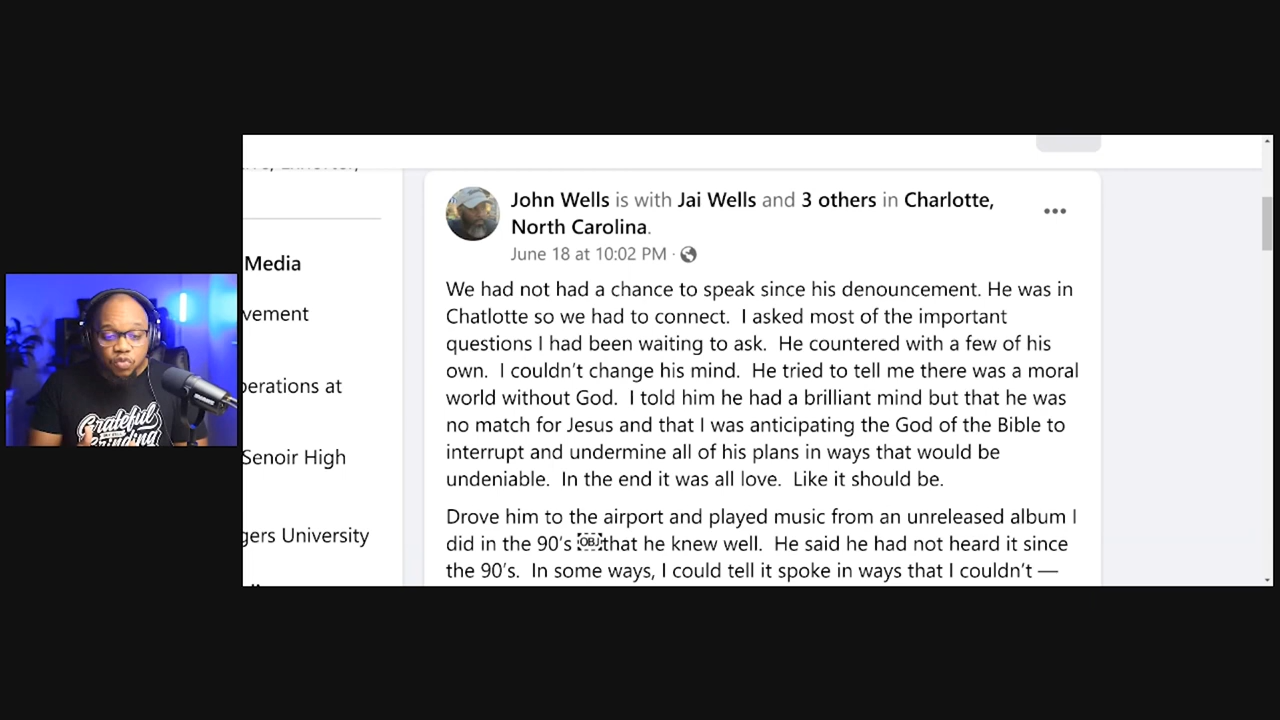 Media
vement
perations at
Senoir High
gers University
John Wells is with Jai Wells and 3 others in Charlotte,
North Carolina.
June 18 at 10:02 PM ·
We had not had a chance to speak since his denouncement. He was in
Chatlotte so we had to connect. I asked most of the important
questions I had been waiting to ask. He countered with a few of his
own. I couldn't change his mind. He tried to tell me there was a moral
world without God. I told him he had a brilliant mind but that he was
no match for Jesus and that I was anticipating the God of the Bible to
interrupt and undermine all of his plans in ways that would be
undeniable. In the end it was all love. Like it should be.
Drove him to the airport and played music from an unreleased album I
did in the 90's OBJ that he knew well. He said he had not heard it since
the 90's. In some ways, I could tell it spoke in ways that I couldn't —
Grateful
Grinding